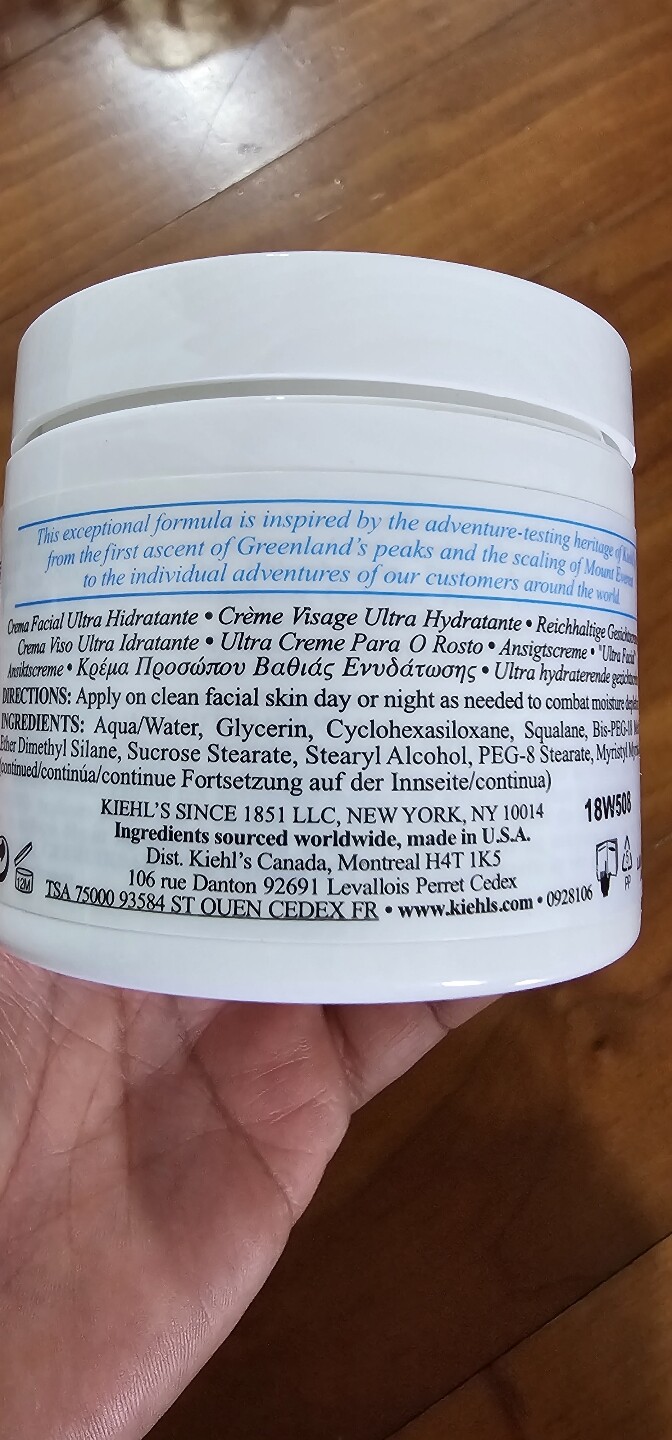 This exceptional formula is inspired by the adventure-testing heritage of
from the first ascent of Greenland's peaks and the scaling of Mount
to the individual adventures of our customers around the world
Crema Facial Ultra Hidratante • Crème Visage Ultra Hydratante • Reichhaltige
Crema Viso Ultra Idratante • Ultra Creme Para O Rosto • Ansigtscreme • "Ultra Facial"
Ansiktscreme • Κρέμα Προσώπου Βαθιάς Ενυδάτωσης • Ultra hydraterende
DIRECTIONS: Apply on clean facial skin day or night as needed to combat moisture
INGREDIENTS: Aqua/Water, Glycerin, Cyclohexasiloxane, Squalane,
Ether Dimethyl Silane, Sucrose Stearate, Stearyl Alcohol, PEG-8 Stearate, Myristyl
continued/continúa/continue Fortsetzung auf der Innseite/continua)
KIEHL'S SINCE 1851 LLC, NEW YORK, NY 10014
18W508
Ingredients sourced worldwide, made in U.S.A.
Dist. Kiehl's Canada, Montreal H4T 1K5
106 rue Danton 92691 Levallois Perret Cedex
12M
TSA 75000 93584 ST OUEN CEDEX FR • www.kiehls.com • 0928106
PP